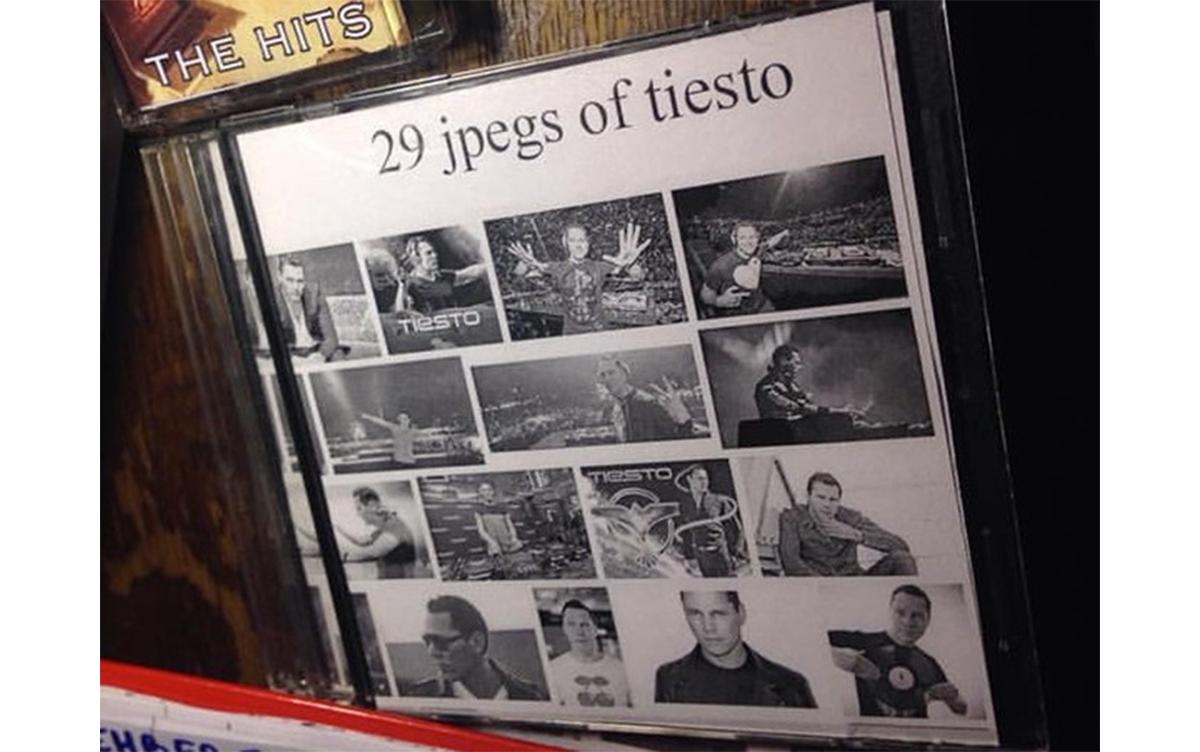 THE HITS
29 jpegs of tiesto
TIESTO
TIESTO